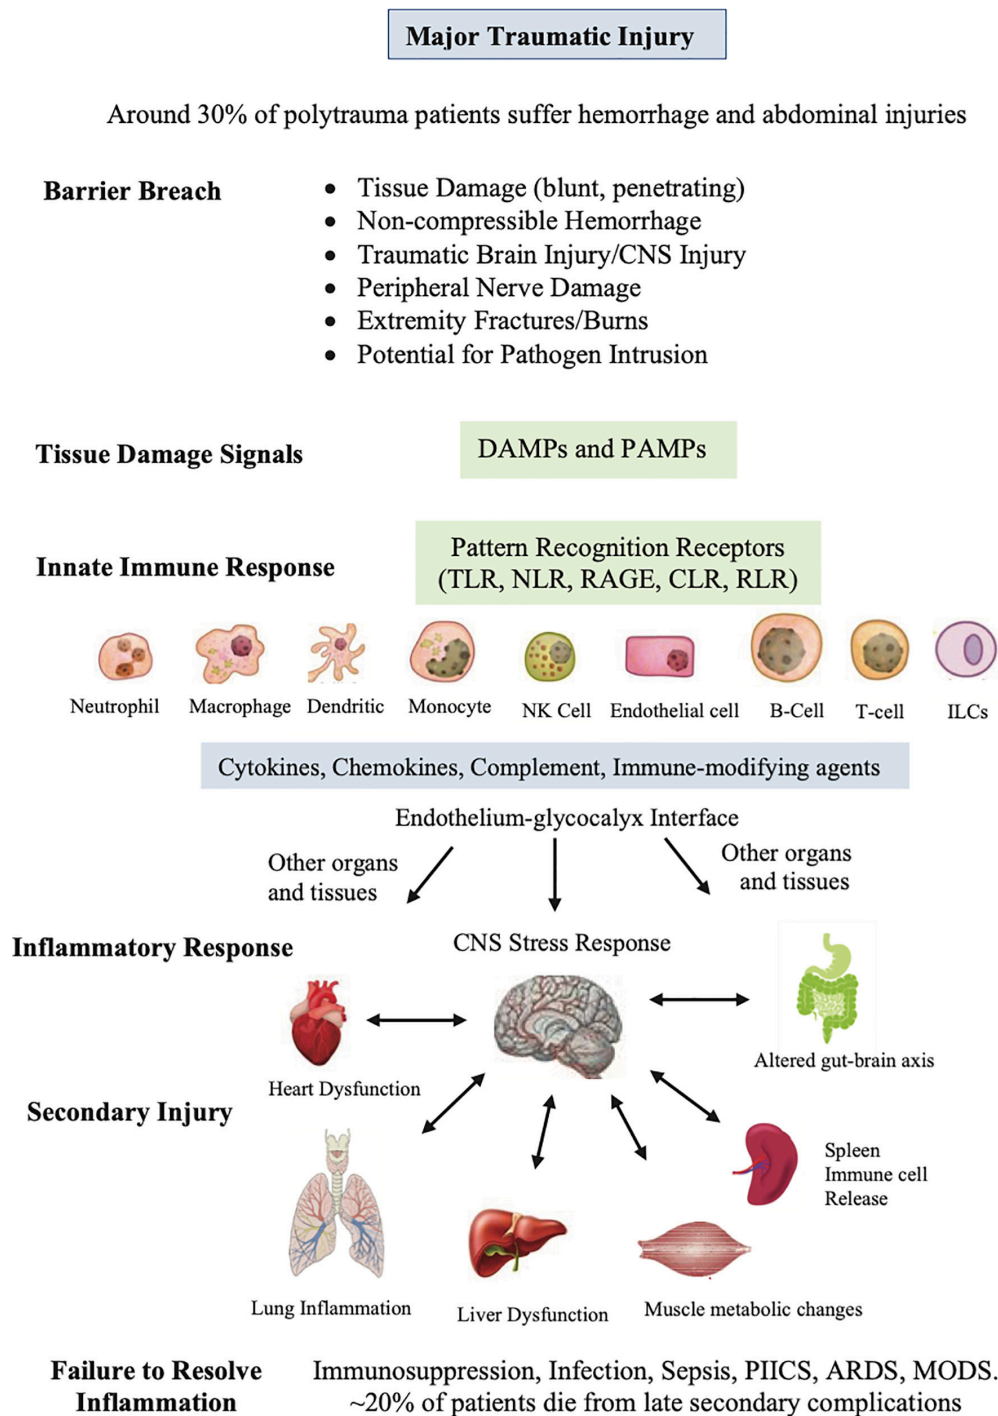 Major Traumatic Injury
Around 30% of polytrauma patients suffer hemorrhage and abdominal injuries
Barrier Breach
• Tissue Damage (blunt, penetrating)
• Non-compressible Hemorrhage
• Traumatic Brain Injury/CNS Injury
• Peripheral Nerve Damage
• Extremity Fractures/Burns
• Potential for Pathogen Intrusion
Tissue Damage Signals
DAMPs and PAMPs
Innate Immune Response
Pattern Recognition Receptors
(TLR, NLR, RAGE, CLR, RLR)
Neutrophil
Macrophage
Dendritic
Monocyte
NK Cell
Endothelial cell
B-Cell
T-cell
ILCs
Cytokines, Chemokines, Complement, Immune-modifying agents
Endothelium-glycocalyx Interface
Other organs
and tissues
Other organs
and tissues
Inflammatory Response
CNS Stress Response
Altered gut-brain axis
Heart Dysfunction
Secondary Injury
Spleen
Immune cell
Release
Lung Inflammation
Liver Dysfunction
Muscle metabolic changes
Failure to Resolve
Inflammation
Immunosuppression, Infection, Sepsis, PIICS, ARDS, MODS.
~20% of patients die from late secondary complications